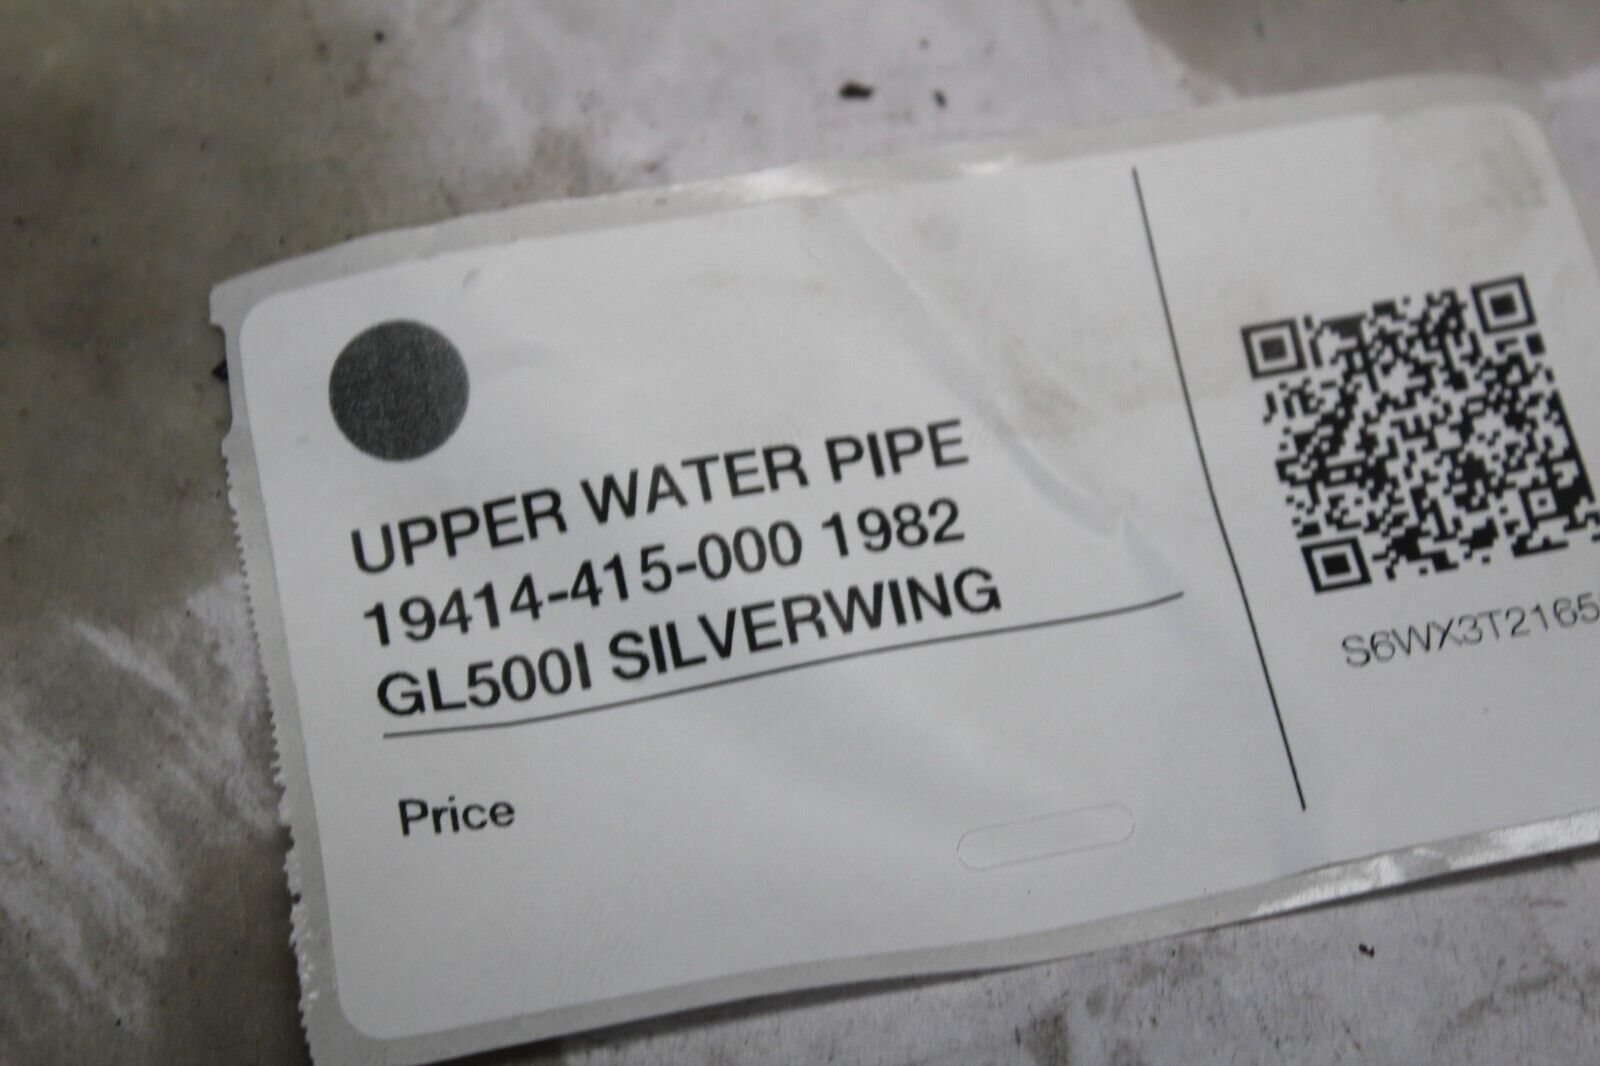 UPPER WATER PIPE
19414-415-000 1982
GL500I SILVERWING
Price
S6WX3T2165